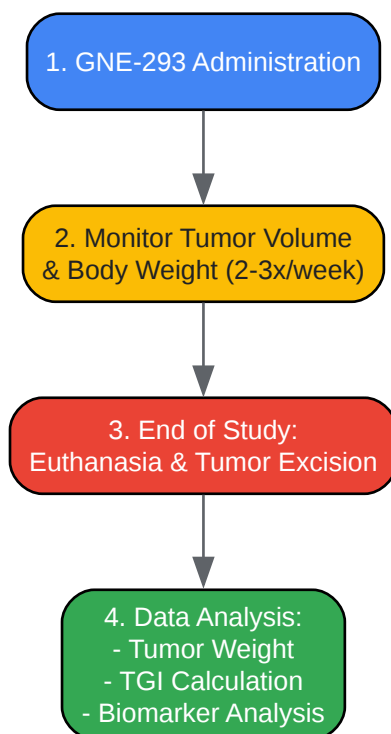 1. GNE-293 Administration
2. Monitor Tumor Volume
& Body Weight (2-3x/week)
3. End of Study:
Euthanasia & Tumor Excision
4. Data Analysis:
- Tumor Weight
- TGI Calculation
- Biomarker Analysis